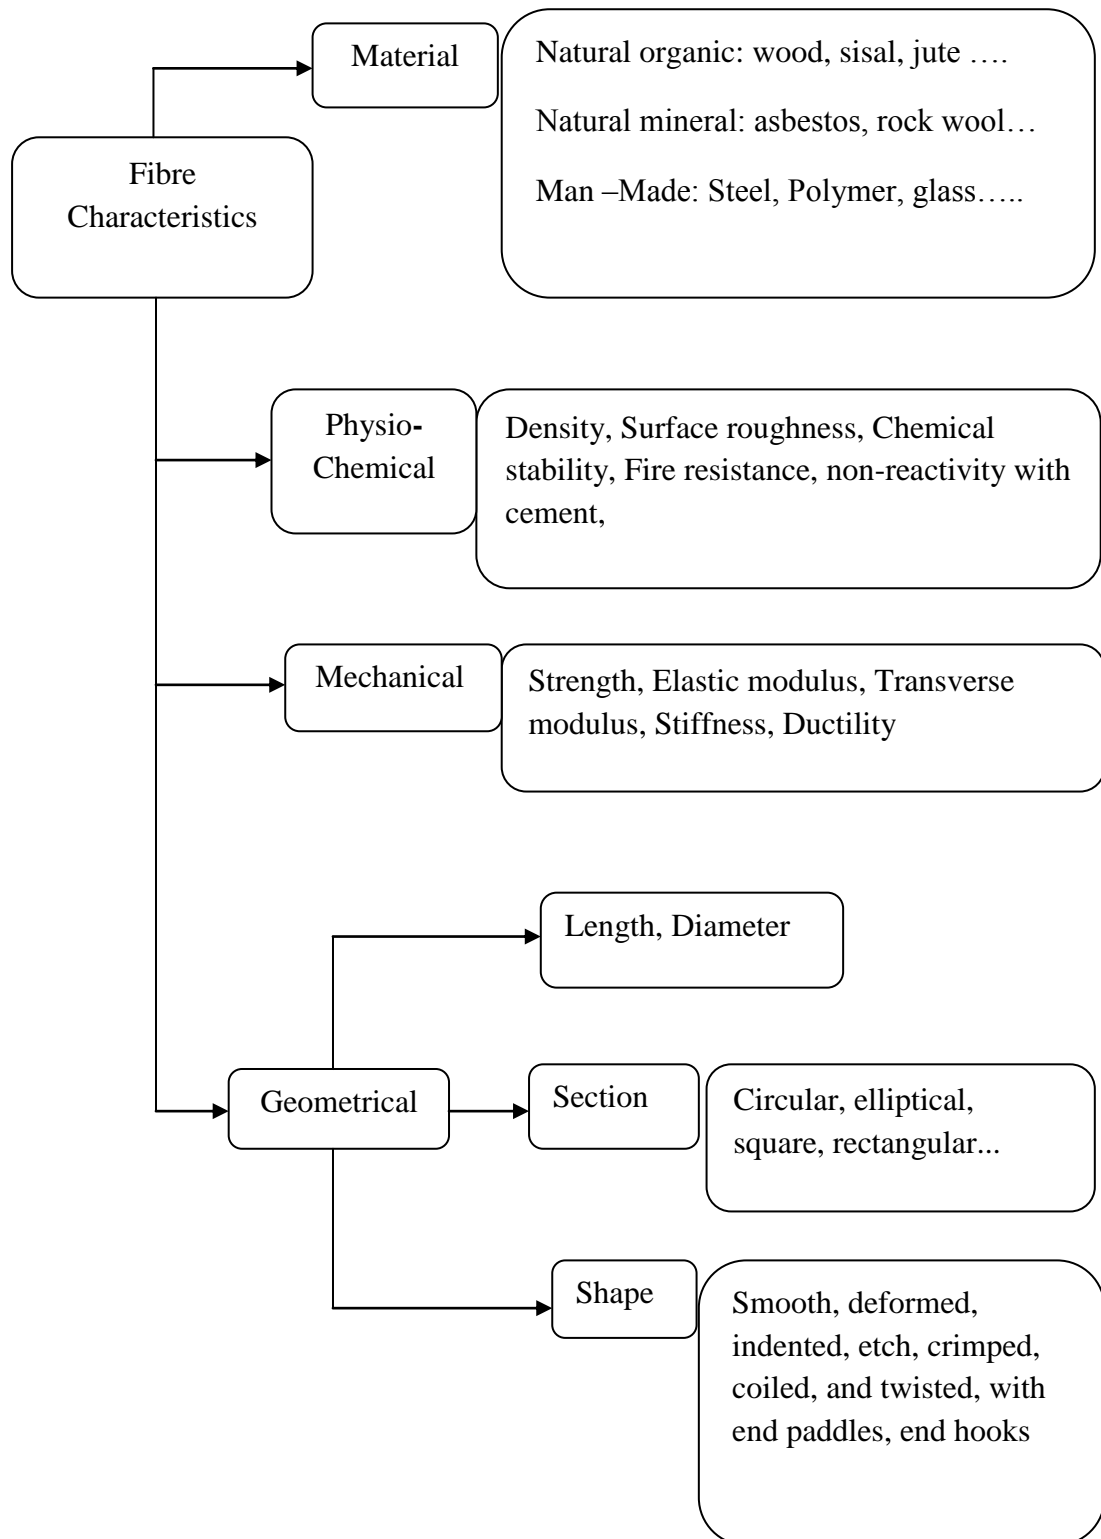 Material
Natural organic: wood, sisal, jute ….
Natural mineral: asbestos, rock wool…
Man –Made: Steel, Polymer, glass…..
Fibre
Characteristics
Physio-
Chemical
Density, Surface roughness, Chemical
stability, Fire resistance, non-reactivity with
cement,
Mechanical
Strength, Elastic modulus, Transverse
modulus, Stiffness, Ductility
Length, Diameter
Geometrical
Section
Circular, elliptical,
square, rectangular...
Shape
Smooth, deformed,
indented, etch, crimped,
coiled, and twisted, with
end paddles, end hooks